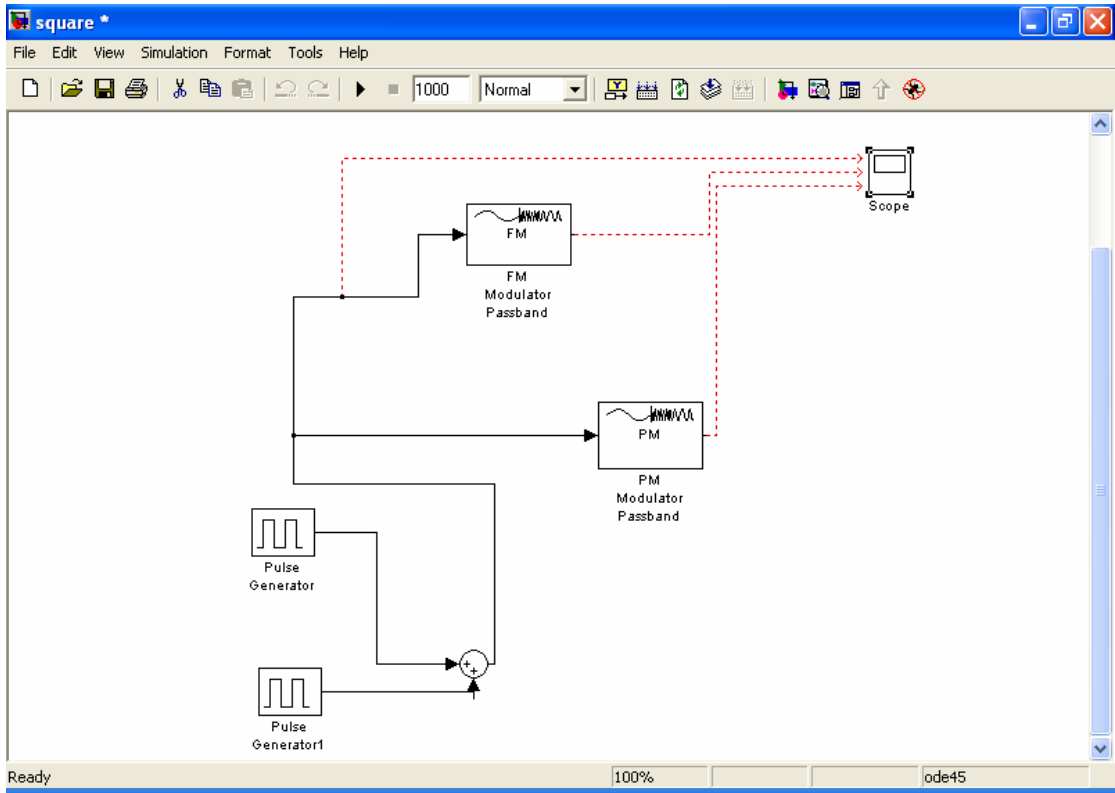 square *
File Edit View Simulation Format Tools Help
1000 Normal
Scope
FM
FM
Modulator
Passband
PM
PM
Modulator
Passband
Pulse
Generator
Pulse
Generator1
Ready 100% ode45